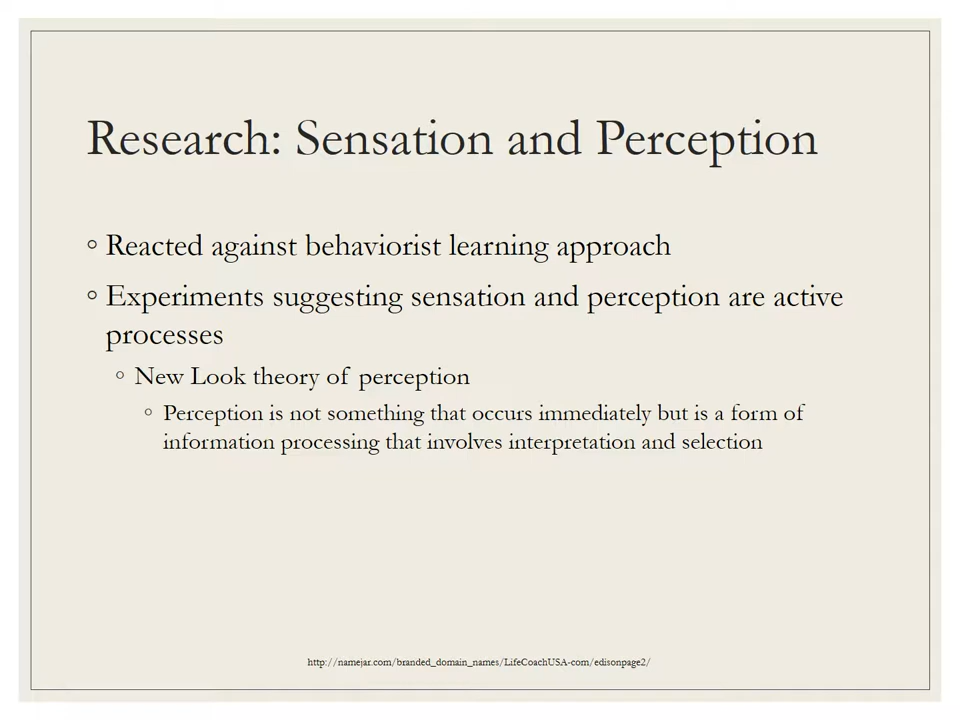 Research: Sensation and Perception
◦ Reacted against behaviorist learning approach
◦ Experiments suggesting sensation and perception are active
processes
◦ New Look theory of perception
◦ Perception is not something that occurs immediately but is a form of
information processing that involves interpretation and selection
http://namejar.com/branded_domain_names/LifeCoachUSA-com/edisonpage2/